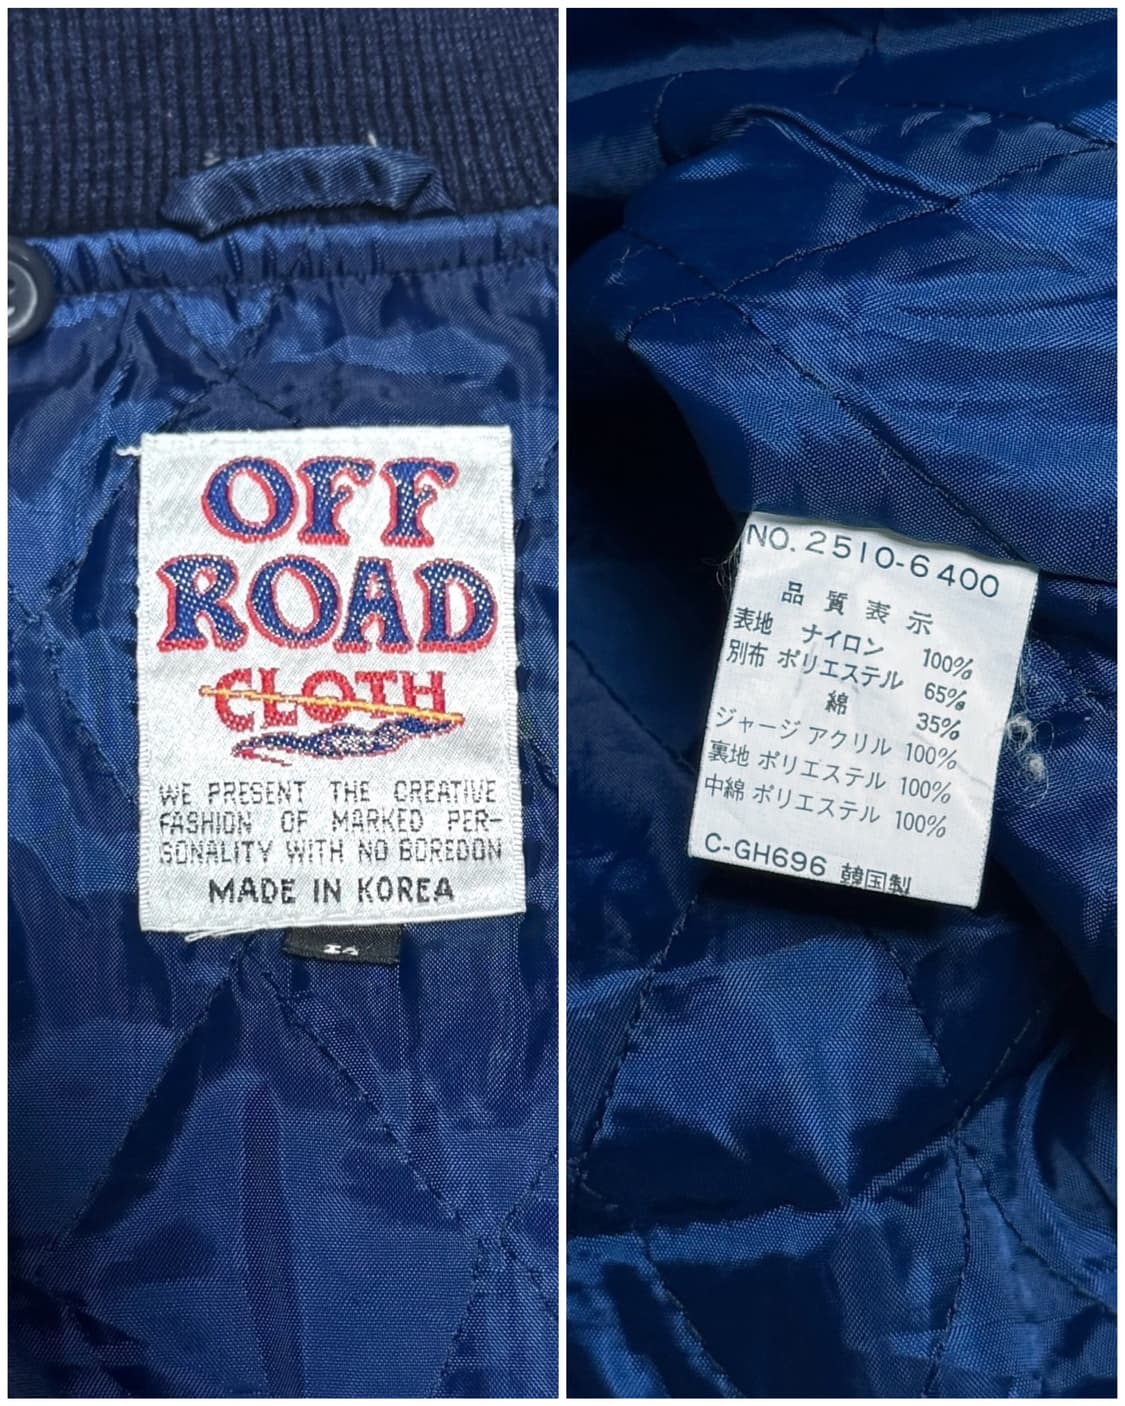 OFF
ROAD
CLOTH
WE PRESENT THE CREATIVE
FASHION OF MARKED PER-
SONALITY WITH NO BOREDON
MADE IN KOREA
NO. 2510-6400
品質表示
表地 ナイロン 100%
別布 ポリエステル 65%
綿 35%
ジャージ アクリル 100%
裏地 ポリエステル 100%
中綿 ポリエステル 100%
C-GH696 韓国製